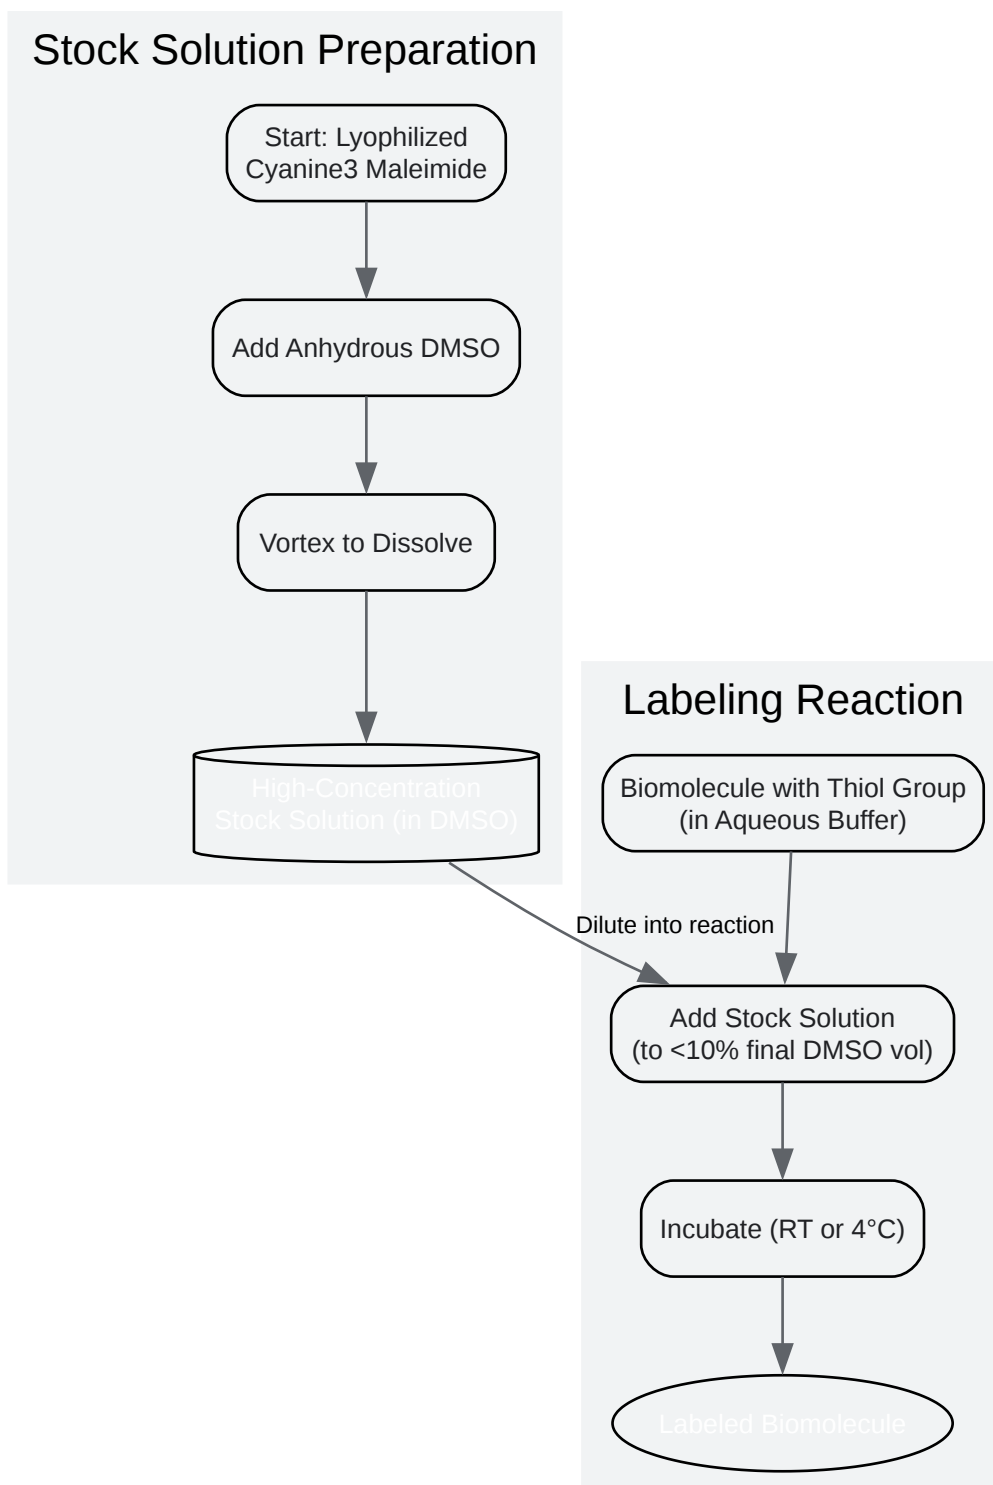 Stock Solution Preparation
Start: Lyophilized
Cyanine3 Maleimide
Add Anhydrous DMSO
Vortex to Dissolve
High-Concentration
Stock Solution (in DMSO)
Labeling Reaction
Biomolecule with Thiol Group
(in Aqueous Buffer)
Dilute into reaction
Add Stock Solution
(to <10% final DMSO vol)
Incubate (RT or 4°C)
Labeled Biomolecule